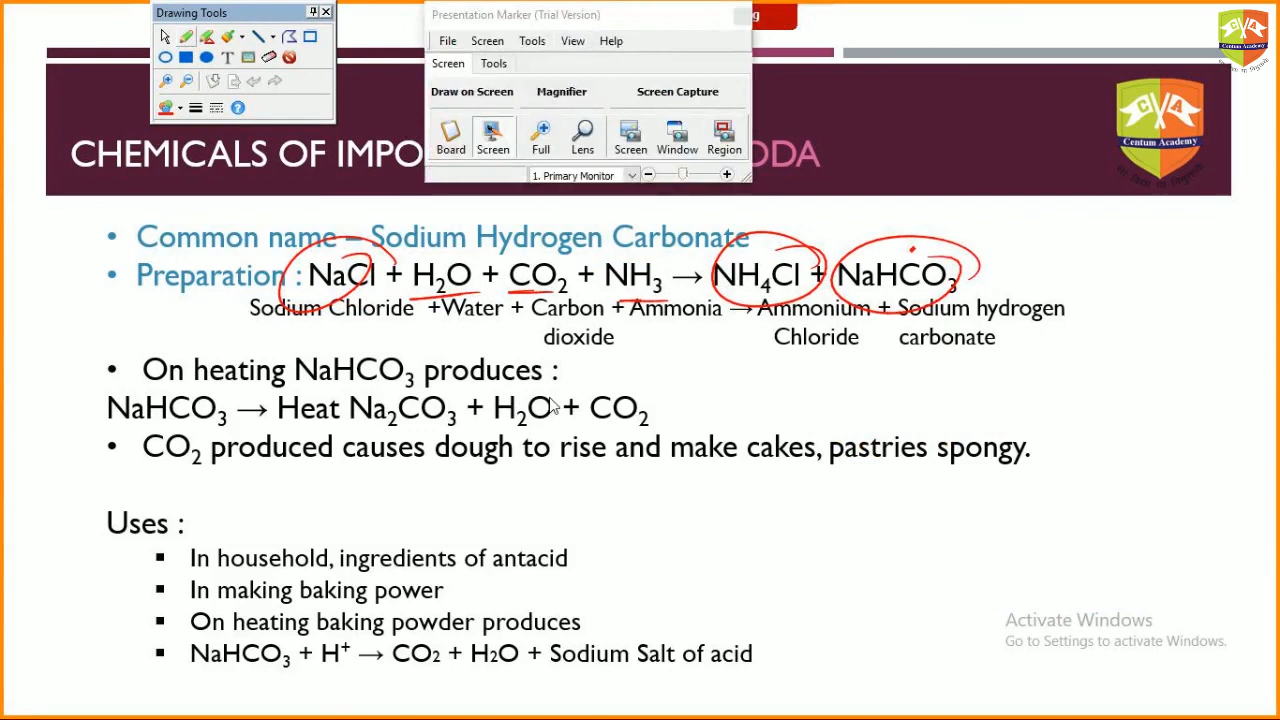 Drawing Tools
Presentation Marker (Trial Version)
File Screen Tools View Help
Screen Tools
Draw on Screen Magnifier Screen Capture
Board Screen Full Lens Screen Window Region
1. Primary Monitor
CA
Centum Academy
CHEMICALS OF IMPO ODA
CA
Centum Academy
• Common name – Sodium Hydrogen Carbonate
• Preparation : NaCl + H₂O + CO₂ + NH₃ → NH₄Cl + NaHCO₃
Sodium Chloride +Water + Carbon + Ammonia → Ammonium + Sodium hydrogen
dioxide Chloride carbonate
• On heating NaHCO₃ produces :
NaHCO₃ → Heat Na₂CO₃ + H₂O + CO₂
• CO₂ produced causes dough to rise and make cakes, pastries spongy.
Uses :
▪ In household, ingredients of antacid
▪ In making baking power
▪ On heating baking powder produces
▪ NaHCO₃ + H⁺ → CO2 + H2O + Sodium Salt of acid
Activate Windows
Go to Settings to activate Windows.